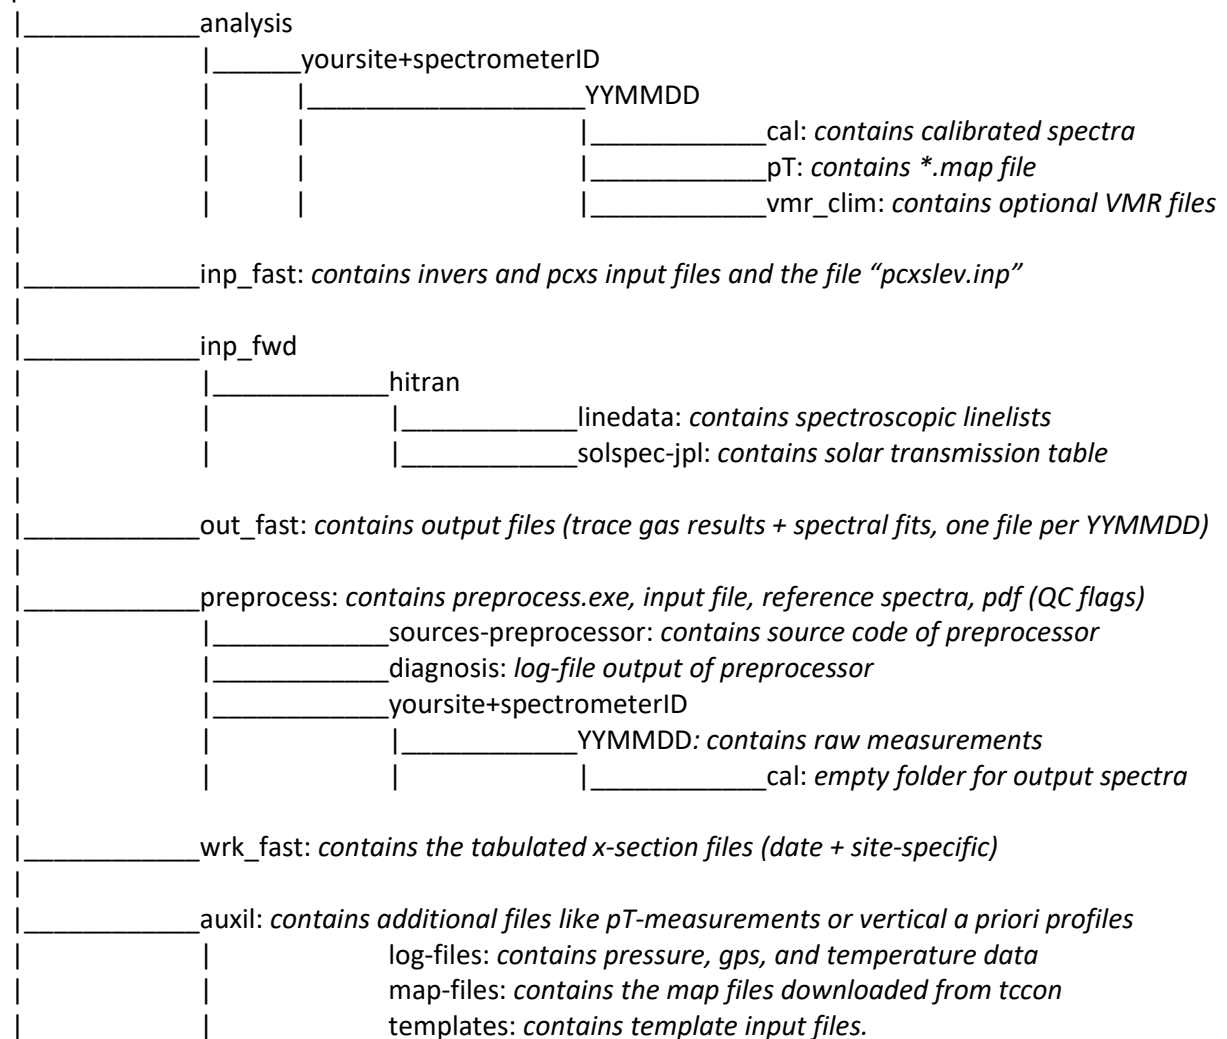 analysis
yoursite+spectrometerID
YYMMDD
cal: contains calibrated spectra
pT: contains *.map file
vmr_clim: contains optional VMR files
inp_fast: contains invers and pcxs input files and the file “pcxslev.inp”
inp_fwd
hitran
linedata: contains spectroscopic linelists
solspec-jpl: contains solar transmission table
out_fast: contains output files (trace gas results + spectral fits, one file per YYMMDD)
preprocess: contains preprocess.exe, input file, reference spectra, pdf (QC flags)
sources-preprocessor: contains source code of preprocessor
diagnosis: log-file output of preprocessor
yoursite+spectrometerID
YYMMDD: contains raw measurements
cal: empty folder for output spectra
wrk_fast: contains the tabulated x-section files (date + site-specific)
auxil: contains additional files like pT-measurements or vertical a priori profiles
log-files: contains pressure, gps, and temperature data
map-files: contains the map files downloaded from tccon
templates: contains template input files.